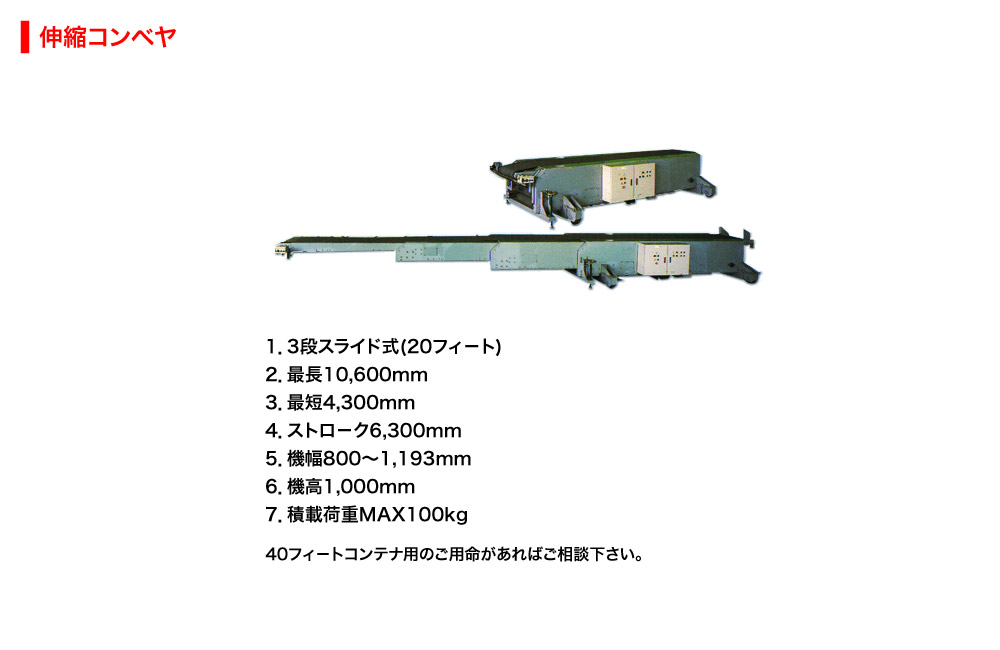 伸縮コンベヤ
1. 3段スライド式(20フィート)
2. 最長10,600mm
3. 最短4,300mm
4. ストローク6,300mm
5. 機幅800〜1,193mm
6. 機高1,000mm
7. 積載荷重MAX100kg
40フィートコンテナ用のご用命があればご相談下さい。